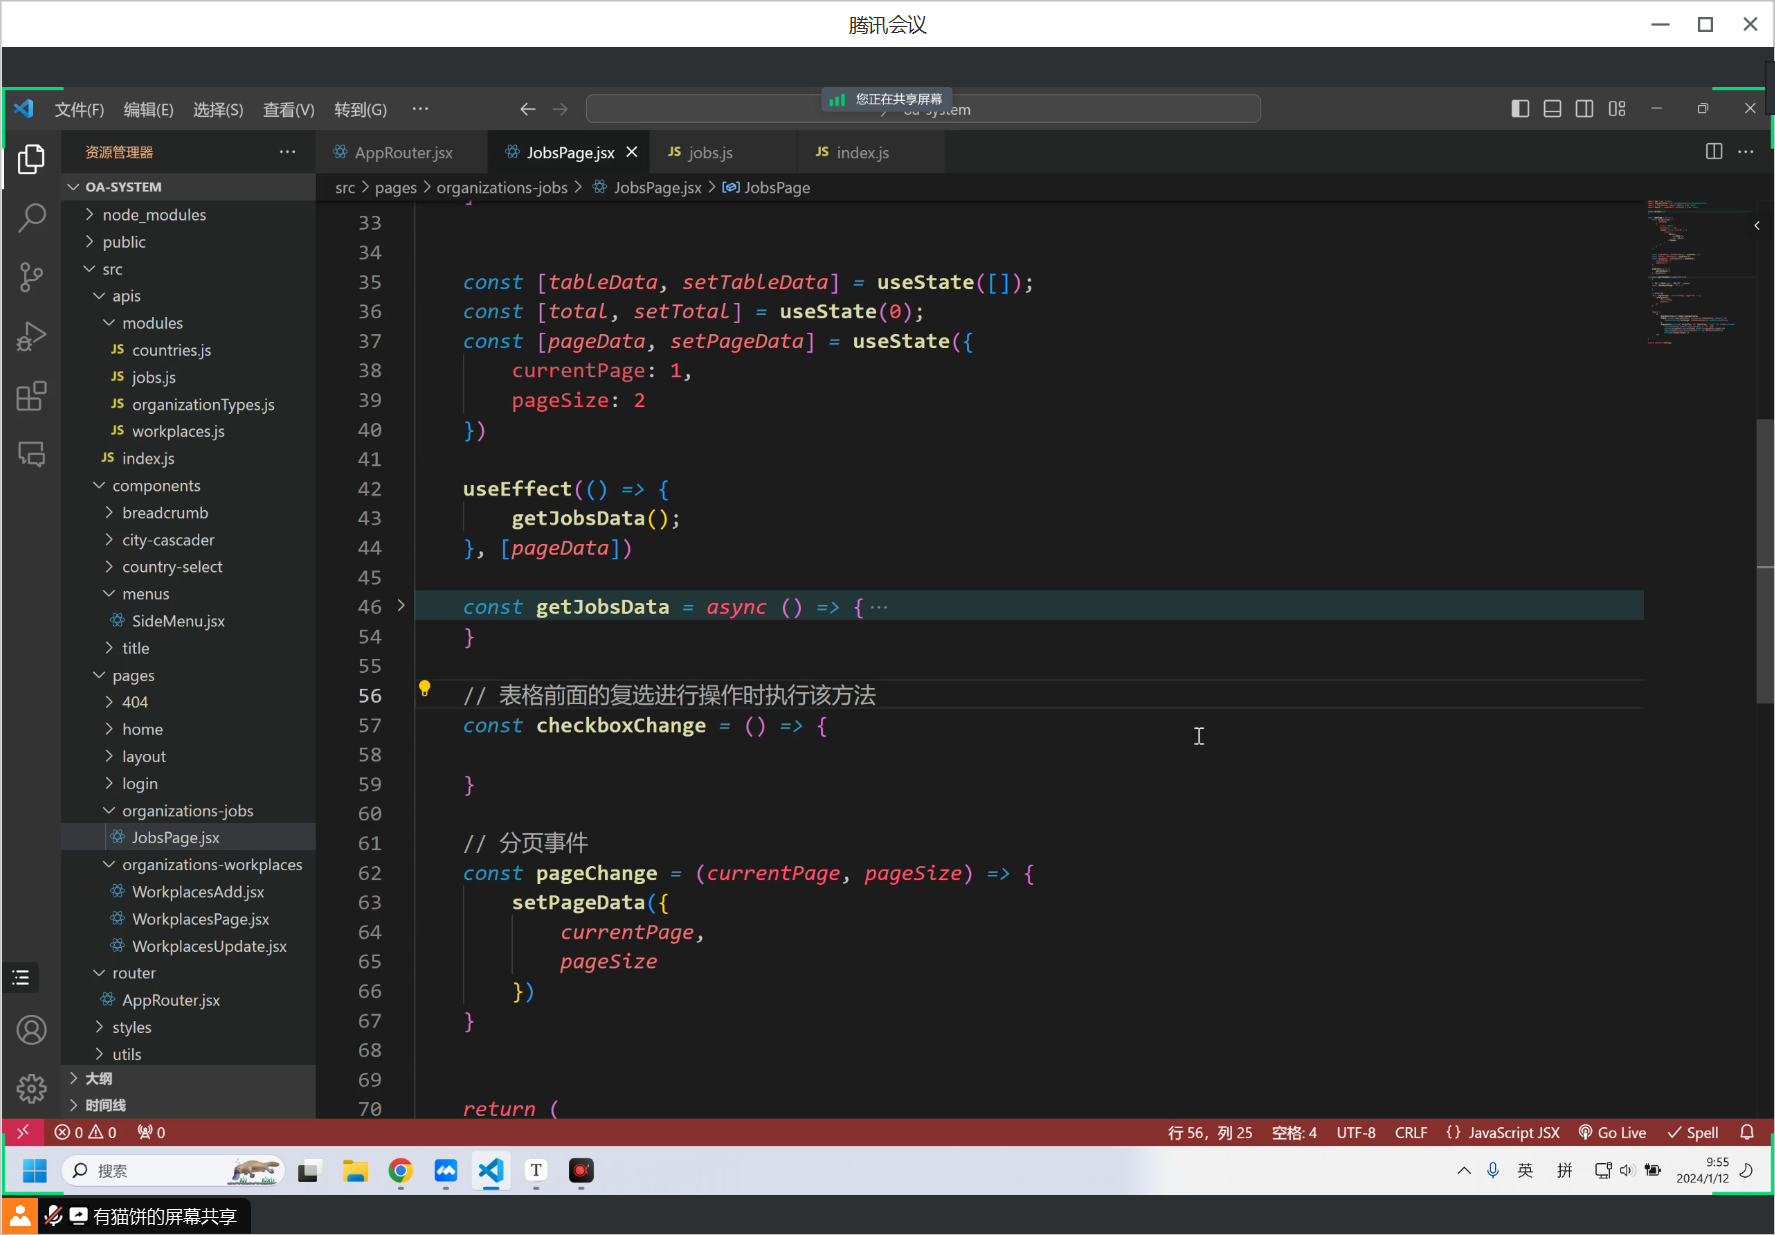 腾讯会议
文件(F) 编辑(E) 选择(S) 查看(V) 转到(G) ···
您正在共享屏幕
资源管理器 ···
AppRouter.jsx JobsPage.jsx JS jobs.js JS index.js
OA-SYSTEM
src > pages > organizations-jobs > JobsPage.jsx > JobsPage
node_modules
public
src
apis
modules
JS countries.js
JS jobs.js
JS organizationTypes.js
JS workplaces.js
JS index.js
components
breadcrumb
city-cascader
country-select
menus
SideMenu.jsx
title
pages
404
home
layout
login
organizations-jobs
JobsPage.jsx
organizations-workplaces
WorkplacesAdd.jsx
WorkplacesPage.jsx
WorkplacesUpdate.jsx
router
AppRouter.jsx
styles
utils
大纲
时间线
33
34
35 const [tableData, setTableData] = useState([]);
36 const [total, setTotal] = useState(0);
37 const [pageData, setPageData] = useState({
38 currentPage: 1,
39 pageSize: 2
40 })
41
42 useEffect(() => {
43 getJobsData();
44 }, [pageData])
45
46 const getJobsData = async () => { ···
54 }
55
56 // 表格前面的复选进行操作时执行该方法
57 const checkboxChange = () => {
58
59 }
60
61 // 分页事件
62 const pageChange = (currentPage, pageSize) => {
63 setPageData({
64 currentPage,
65 pageSize
66 })
67 }
68
69
70 return (
0 0 0 行 56，列 25 空格: 4 UTF-8 CRLF {} JavaScript JSX Go Live Spell
搜索 T 英 拼 9:55
2024/1/12
有猫饼的屏幕共享